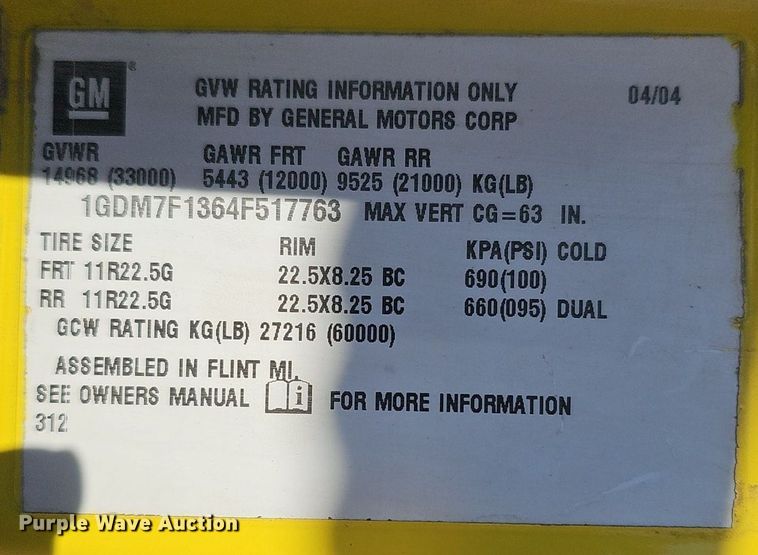 GM ®
GVW RATING INFORMATION ONLY 04/04
MFD BY GENERAL MOTORS CORP
GVWR GAWR FRT GAWR RR
14968 (33000) 5443 (12000) 9525 (21000) KG(LB)
1GDM7F1364F517763 MAX VERT CG=63 IN.
TIRE SIZE RIM KPA(PSI) COLD
FRT 11R22.5G 22.5X8.25 BC 690(100)
RR 11R22.5G 22.5X8.25 BC 660(095) DUAL
GCW RATING KG(LB) 27216 (60000)
ASSEMBLED IN FLINT MI.
SEE OWNERS MANUAL i FOR MORE INFORMATION
312
Purple Wave Auction